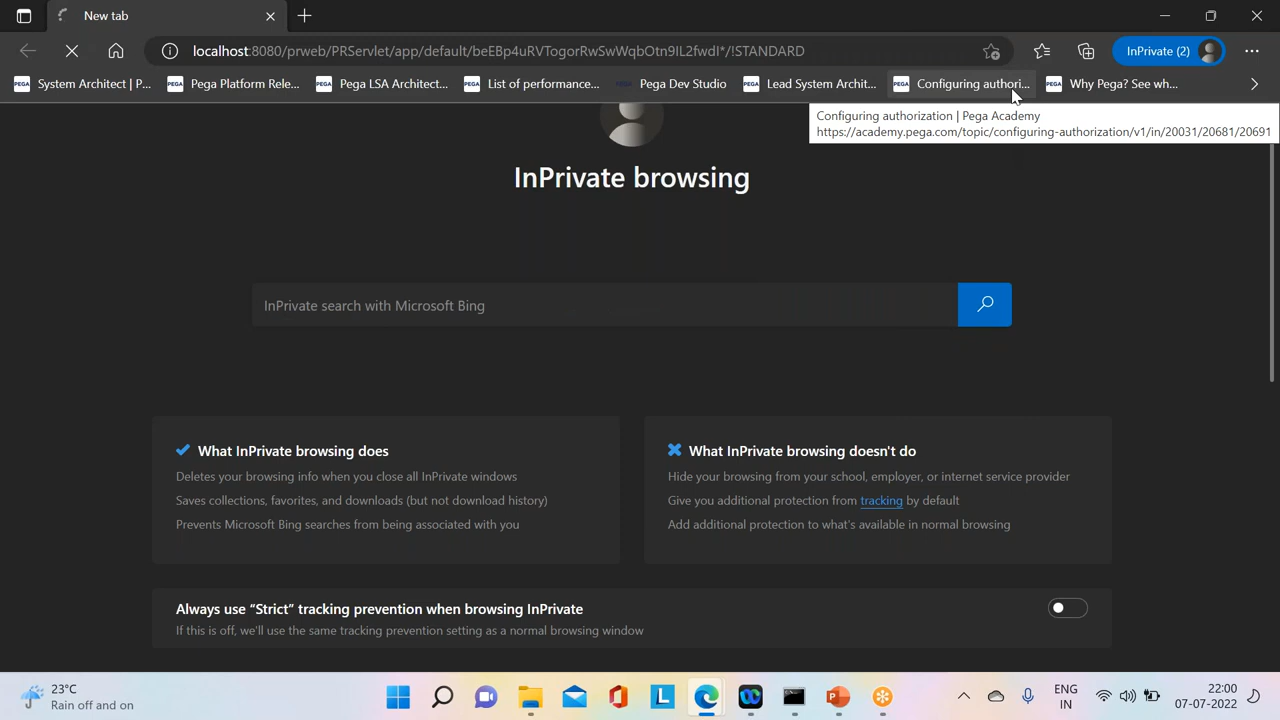 New tab
localhost:8080/prweb/PRServlet/app/default/beEBp4uRVTogorRwSwWqbOtn9IL2fwdI*/!STANDARD
InPrivate (2)
PEGA System Architect | P...
PEGA Pega Platform Rele...
PEGA Pega LSA Architect...
PEGA List of performance...
Pega Dev Studio
PEGA Lead System Archit...
PEGA Configuring authori...
PEGA Why Pega? See wh...
Configuring authorization | Pega Academy
https://academy.pega.com/topic/configuring-authorization/v1/in/20031/20681/20691
InPrivate browsing
InPrivate search with Microsoft Bing
What InPrivate browsing does
Deletes your browsing info when you close all InPrivate windows
Saves collections, favorites, and downloads (but not download history)
Prevents Microsoft Bing searches from being associated with you
What InPrivate browsing doesn't do
Hide your browsing from your school, employer, or internet service provider
Give you additional protection from tracking by default
Add additional protection to what's available in normal browsing
Always use “Strict” tracking prevention when browsing InPrivate
If this is off, we'll use the same tracking prevention setting as a normal browsing window
23°C
Rain off and on
L
P
ENG
IN
22:00
07-07-2022